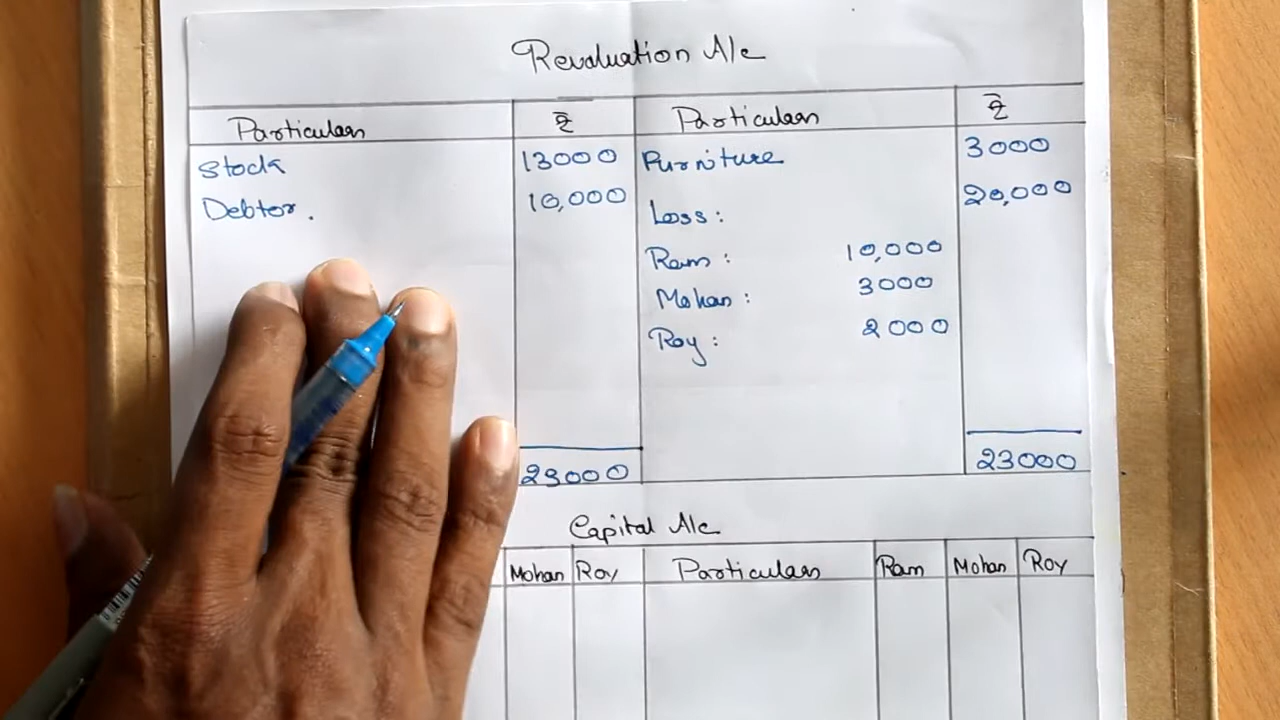 Revaluation A/c
Particulars ₹ Particulars ₹
Stock 13000 Furniture 3000
Debtor. 10,000 Loss: 20,000
Ram: 10,000
Mohan: 3000
Roy: 2000
23000 23000
Capital A/c
Mohan Roy Particulars Ram Mohan Roy